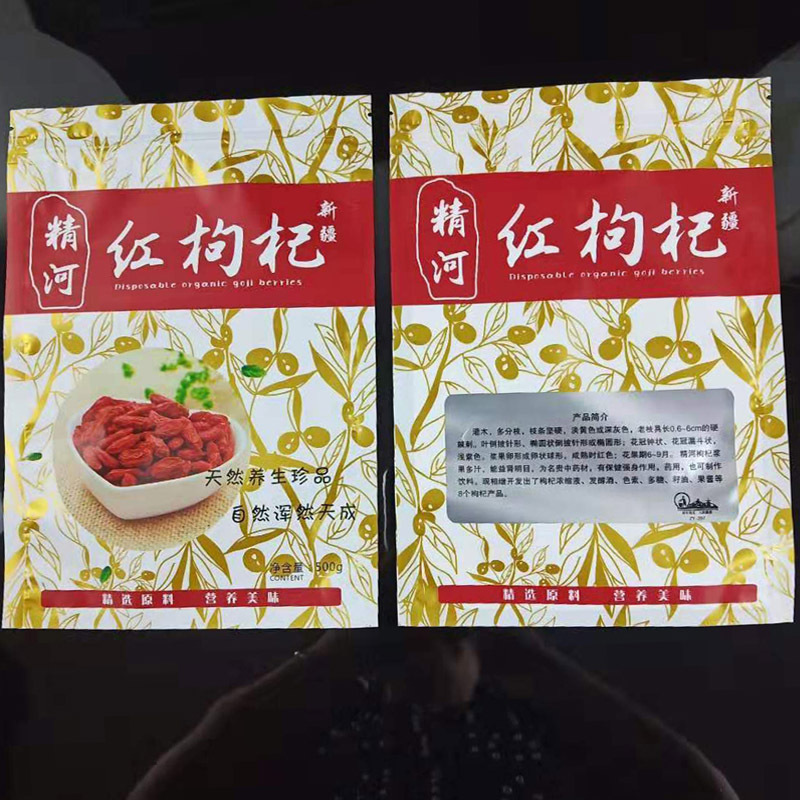 精河
红枸杞
新疆
Disposable organic goji berries
天然养生珍品
自然浑然天成
净含量:500g
CONTENT
精选原料 营养美味
精河
红枸杞
新疆
Disposable organic goji berries
产品简介
灌木，多分枝，枝条坚硬，淡黄色或深灰色，老枝具长0.6-6cm的硬
棘刺。叶倒披针形、椭圆状倒披针形或椭圆形；花冠钟状、花冠漏斗状，
浅紫色。浆果卵形或卵状球形，成熟时红色；花果期6-9月。精河枸杞浆
果多汁，能益肾明目，为名贵中药材，有保健强身作用。药用，也可制作
饮料。现相继开发出了枸杞浓缩液、发酵酒、色素、多糖、籽油、果酱等
8个枸杞产品。
精选原料 营养美味